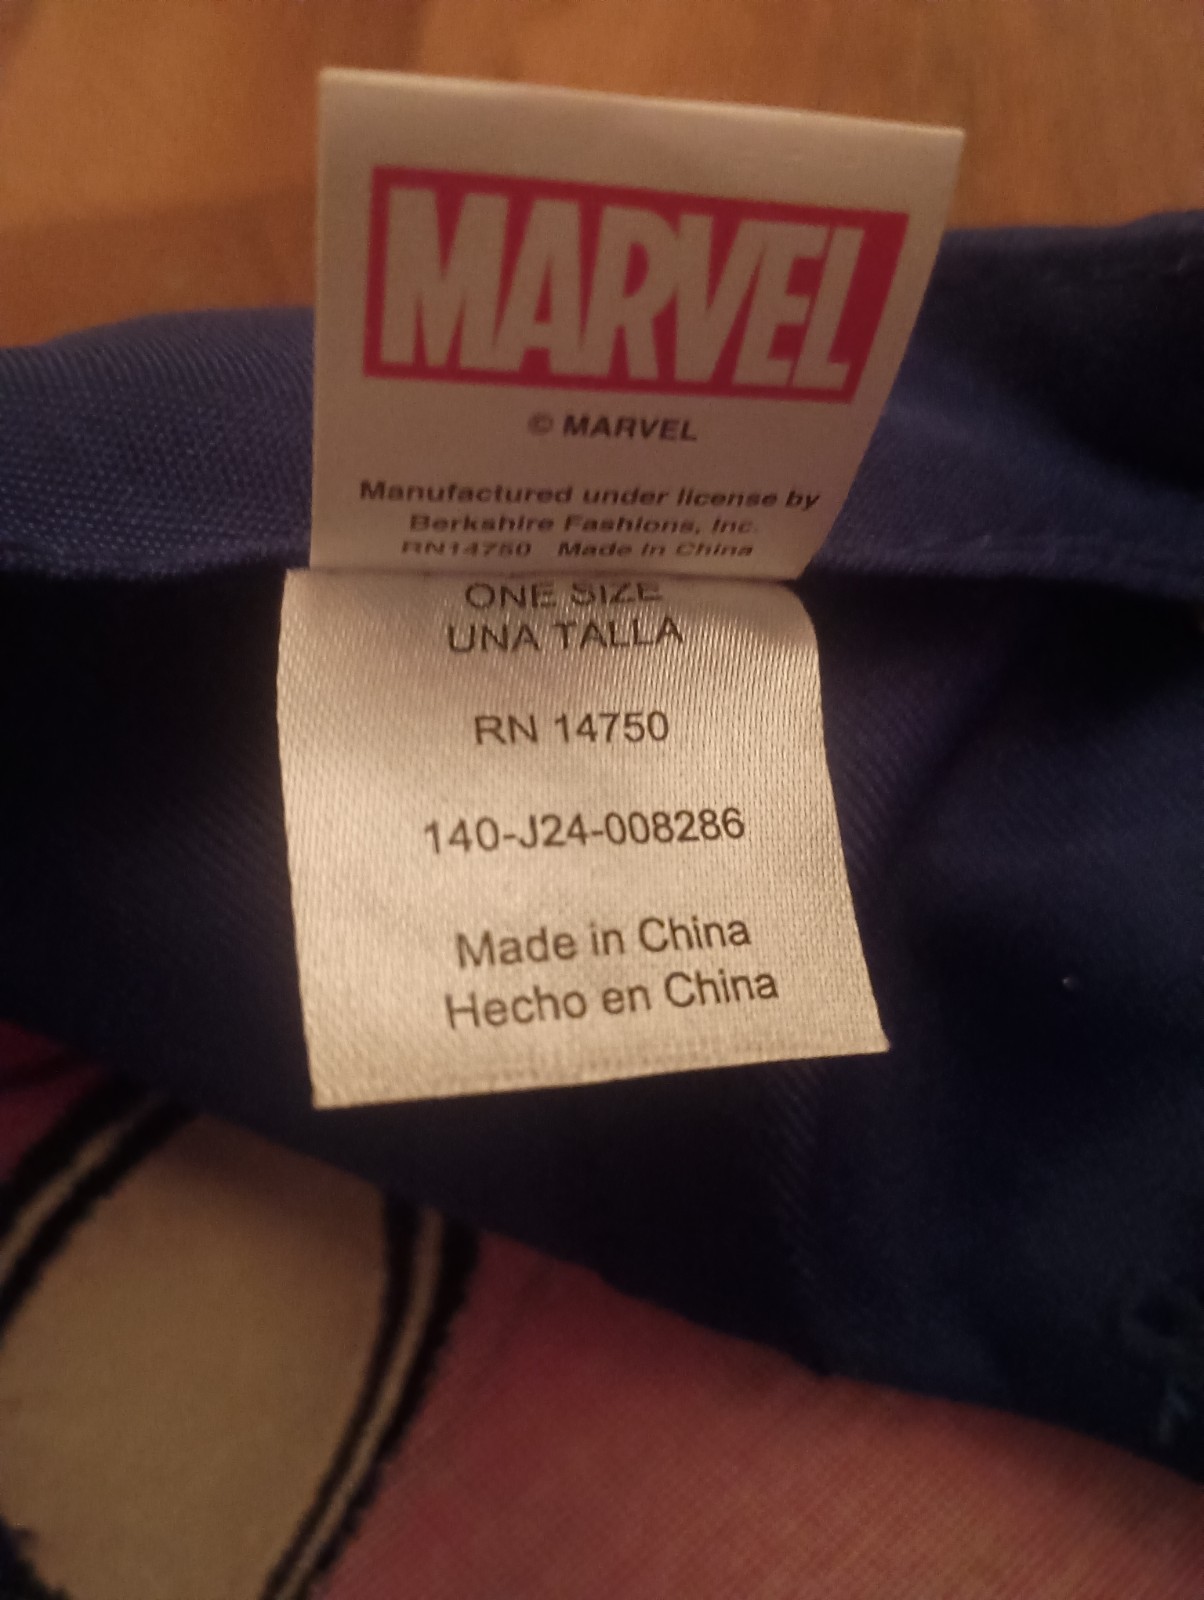 MARVEL
© MARVEL
Manufactured under license by
Berkshire Fashions, Inc.
RN14750 Made in China
ONE SIZE
UNA TALLA
RN 14750
140-J24-008286
Made in China
Hecho en China